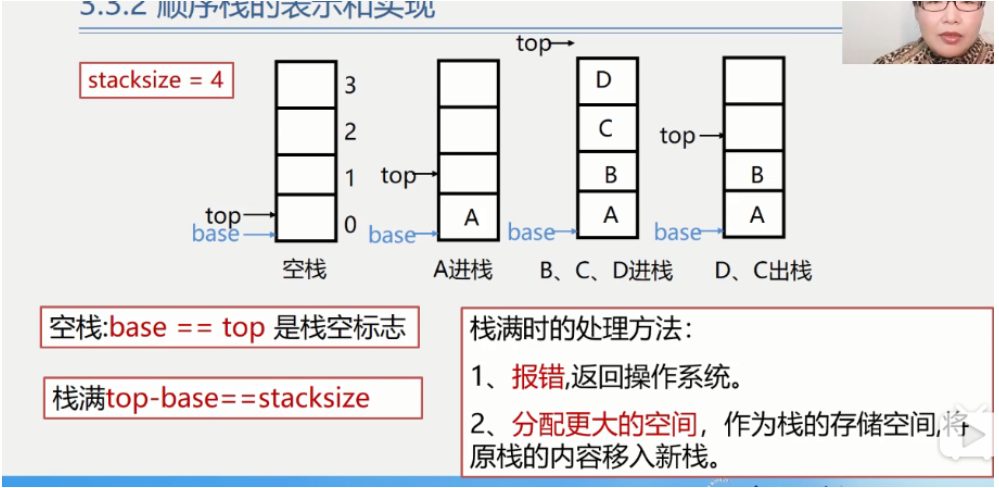 3.3.2 顺序栈的表示和实现
stacksize = 4
top
3
D
2
C
top
1
top
B
B
top
0
A
A
A
base
base
base
base
空栈
A进栈
B、C、D进栈
D、C出栈
空栈:base == top 是栈空标志
栈满top-base==stacksize
栈满时的处理方法：
1、报错,返回操作系统。
2、分配更大的空间，作为栈的存储空间,将
原栈的内容移入新栈。